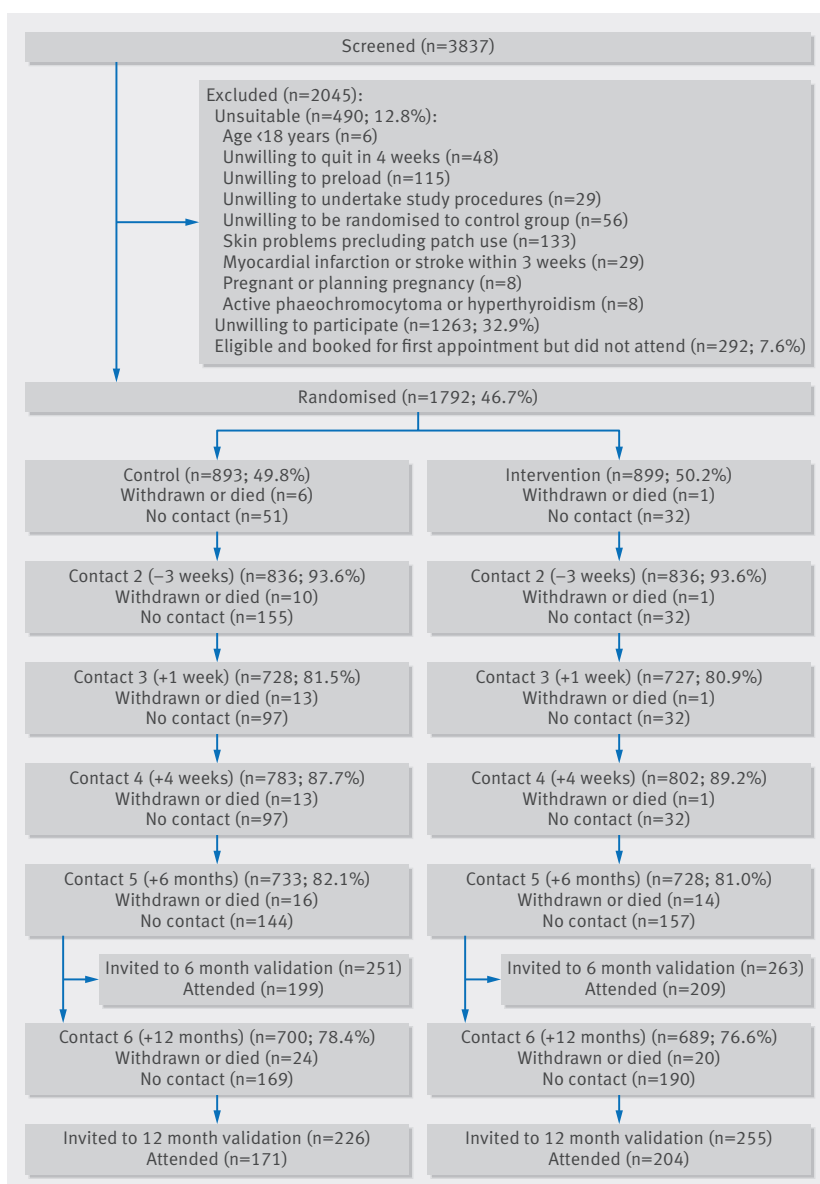 Screened (n=3837)
Excluded (n=2045):
Unsuitable (n=490; 12.8%):
Age <18 years (n=6)
Unwilling to quit in 4 weeks (n=48)
Unwilling to preload (n=115)
Unwilling to undertake study procedures (n=29)
Unwilling to be randomised to control group (n=56)
Skin problems precluding patch use (n=133)
Myocardial infarction or stroke within 3 weeks (n=29)
Pregnant or planning pregnancy (n=8)
Active phaeochromocytoma or hyperthyroidism (n=8)
Unwilling to participate (n=1263; 32.9%)
Eligible and booked for first appointment but did not attend (n=292; 7.6%)
Randomised (n=1792; 46.7%)
Control (n=893; 49.8%)
Withdrawn or died (n=6)
No contact (n=51)
Intervention (n=899; 50.2%)
Withdrawn or died (n=1)
No contact (n=32)
Contact 2 (−3 weeks) (n=836; 93.6%)
Withdrawn or died (n=10)
No contact (n=155)
Contact 2 (−3 weeks) (n=836; 93.6%)
Withdrawn or died (n=1)
No contact (n=32)
Contact 3 (+1 week) (n=728; 81.5%)
Withdrawn or died (n=13)
No contact (n=97)
Contact 3 (+1 week) (n=727; 80.9%)
Withdrawn or died (n=1)
No contact (n=32)
Contact 4 (+4 weeks) (n=783; 87.7%)
Withdrawn or died (n=13)
No contact (n=97)
Contact 4 (+4 weeks) (n=802; 89.2%)
Withdrawn or died (n=1)
No contact (n=32)
Contact 5 (+6 months) (n=733; 82.1%)
Withdrawn or died (n=16)
No contact (n=144)
Contact 5 (+6 months) (n=728; 81.0%)
Withdrawn or died (n=14)
No contact (n=157)
Invited to 6 month validation (n=251)
Attended (n=199)
Invited to 6 month validation (n=263)
Attended (n=209)
Contact 6 (+12 months) (n=700; 78.4%)
Withdrawn or died (n=24)
No contact (n=169)
Contact 6 (+12 months) (n=689; 76.6%)
Withdrawn or died (n=20)
No contact (n=190)
Invited to 12 month validation (n=226)
Attended (n=171)
Invited to 12 month validation (n=255)
Attended (n=204)